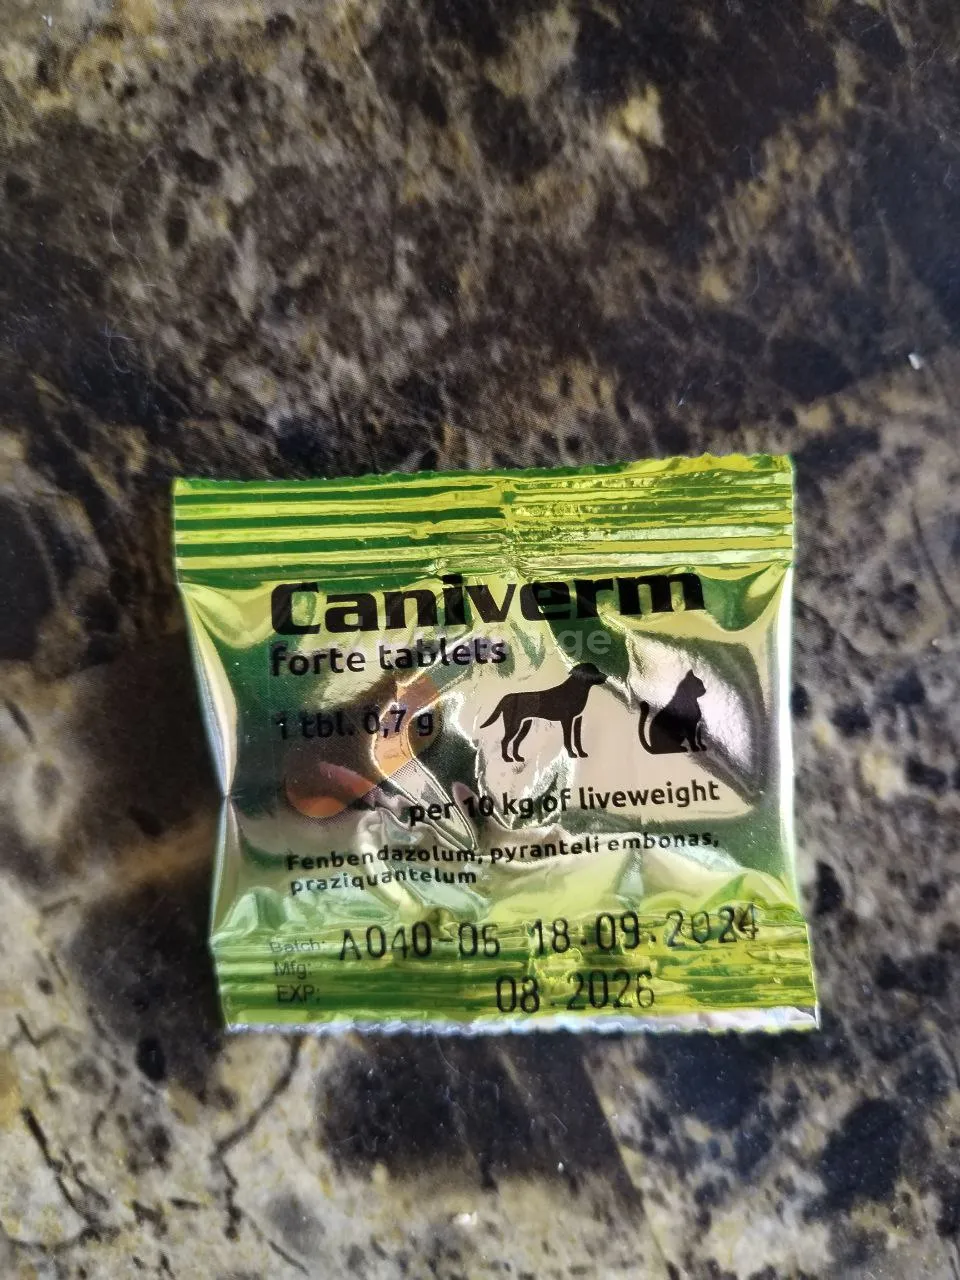 Caniverm
forte tablets
1 tbl. 0,7 g
per 10 kg of liveweight
Fenbendazolum, pyranteli embonas,
praziquantelum
Batch: A040-05 18.09.2024
Mfg:
EXP: 08.2026